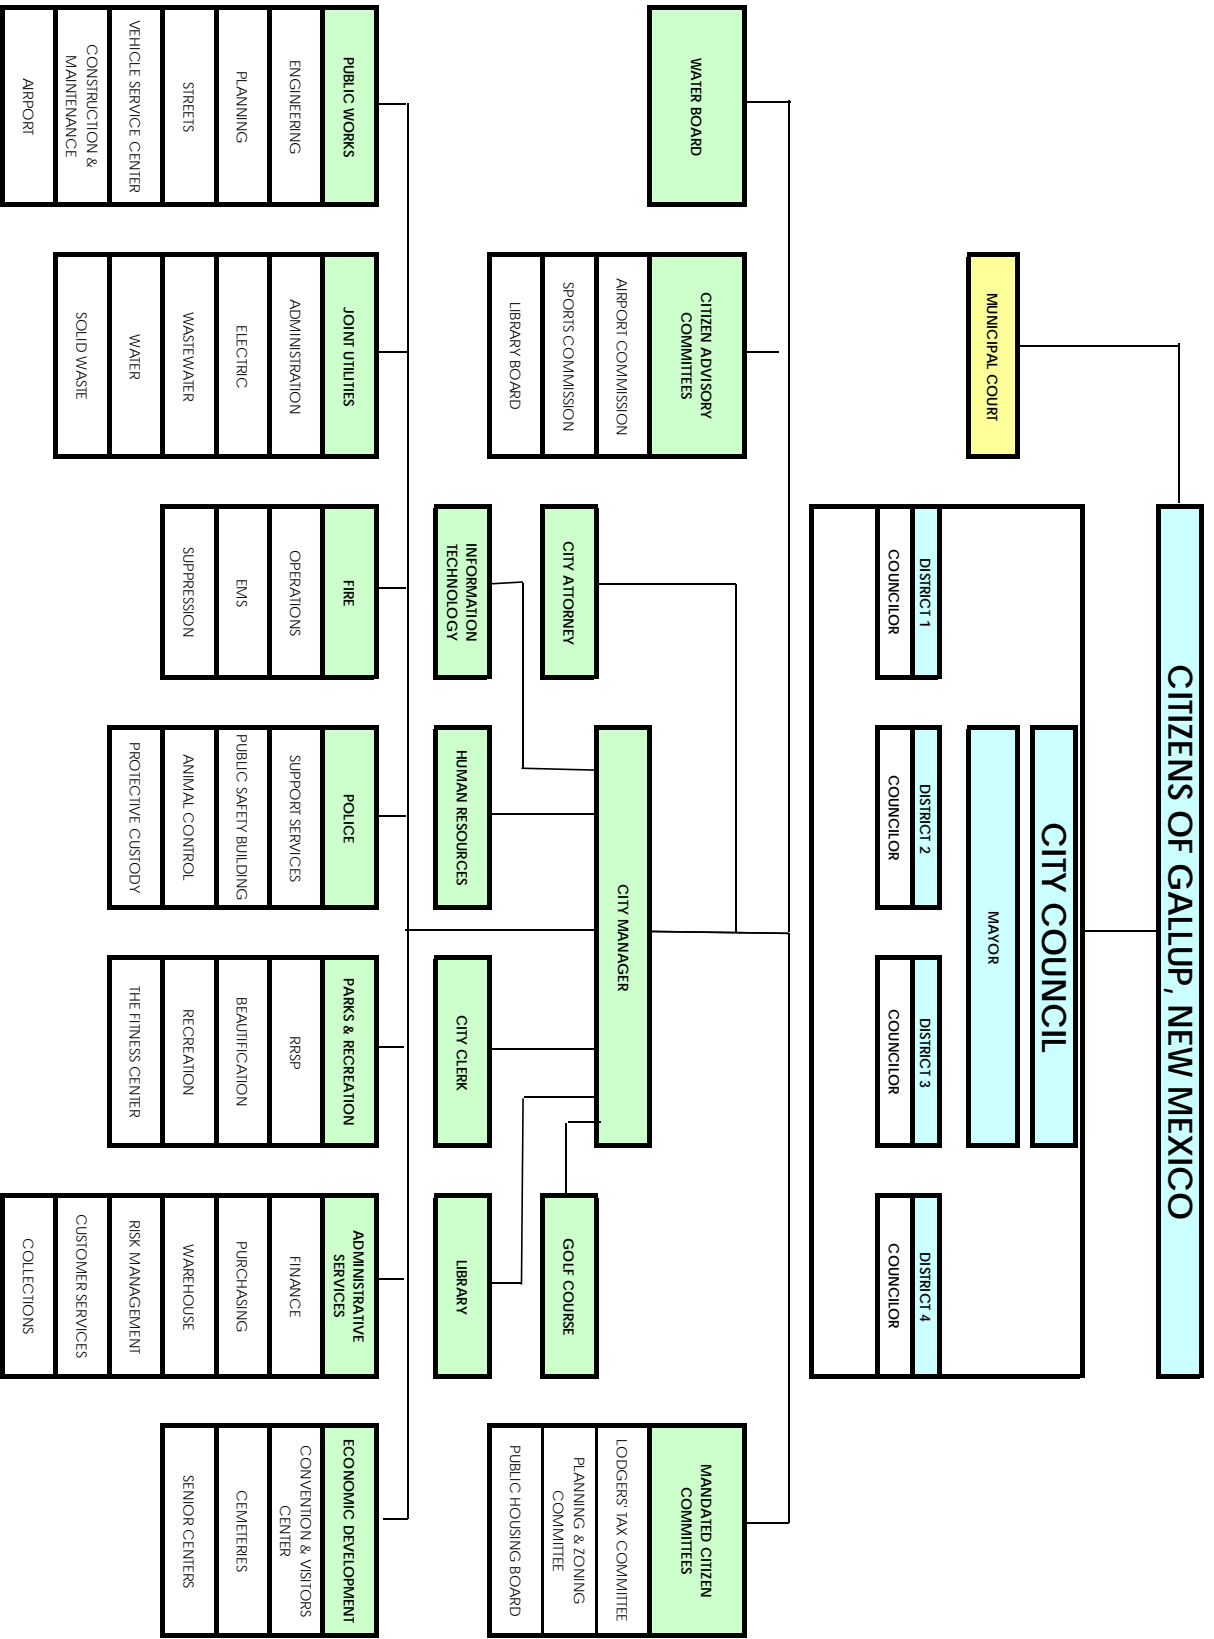 CITIZENS OF GALLUP, NEW MEXICO
MUNICIPAL COURT
CITY COUNCIL
MAYOR
DISTRICT 1
COUNCILOR
DISTRICT 2
COUNCILOR
DISTRICT 3
COUNCILOR
DISTRICT 4
COUNCILOR
WATER BOARD
CITIZEN ADVISORY
COMMITTEES
AIRPORT COMMISSION
SPORTS COMMISSION
LIBRARY BOARD
MANDATED CITIZEN
COMMITTEES
LODGERS' TAX COMMITTEE
PLANNING & ZONING
COMMITTEE
PUBLIC HOUSING BOARD
CITY MANAGER
CITY ATTORNEY
GOLF COURSE
INFORMATION
TECHNOLOGY
HUMAN RESOURCES
CITY CLERK
LIBRARY
PUBLIC WORKS
ENGINEERING
PLANNING
STREETS
VEHICLE SERVICE CENTER
CONSTRUCTION &
MAINTENANCE
AIRPORT
JOINT UTILITIES
ADMINISTRATION
ELECTRIC
WASTEWATER
WATER
SOLID WASTE
FIRE
OPERATIONS
EMS
SUPPRESSION
POLICE
SUPPORT SERVICES
PUBLIC SAFETY BUILDING
ANIMAL CONTROL
PROTECTIVE CUSTODY
PARKS & RECREATION
RRSP
BEAUTIFICATION
RECREATION
THE FITNESS CENTER
ADMINISTRATIVE
SERVICES
FINANCE
PURCHASING
WAREHOUSE
RISK MANAGEMENT
CUSTOMER SERVICES
COLLECTIONS
ECONOMIC DEVELOPMENT
CONVENTION & VISITORS
CENTER
CEMETERIES
SENIOR CENTERS